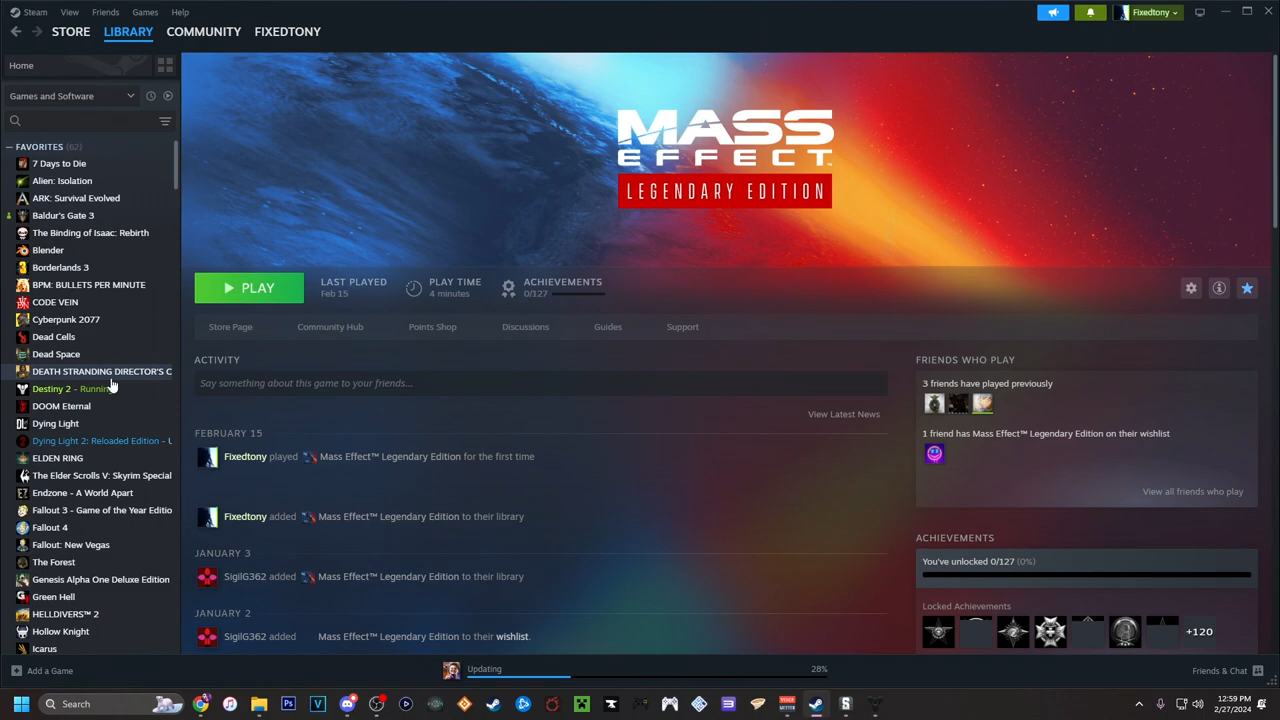 Steam View Friends Games Help Fixedtony
STORE LIBRARY COMMUNITY FIXEDTONY
Home
Games and Software
FAVORITES (62)
7 Days to Die
Alien: Isolation
ARK: Survival Evolved
Baldur's Gate 3
The Binding of Isaac: Rebirth
Blender
Borderlands 3
BPM: BULLETS PER MINUTE
CODE VEIN
Cyberpunk 2077
Dead Cells
Dead Space
DEATH STRANDING DIRECTOR'S C
Destiny 2 - Runnin
DOOM Eternal
Dying Light
Dying Light 2: Reloaded Edition - U
ELDEN RING
The Elder Scrolls V: Skyrim Special
Endzone - A World Apart
Fallout 3 - Game of the Year Editio
Fallout 4
Fallout: New Vegas
The Forest
Genesis Alpha One Deluxe Edition
Green Hell
HELLDIVERS™ 2
Hollow Knight
Icarus
MASS
EFFECT
LEGENDARY EDITION
PLAY
LAST PLAYED
Feb 15
PLAY TIME
4 minutes
ACHIEVEMENTS
0/127
Store Page Community Hub Points Shop Discussions Guides Support
ACTIVITY
Say something about this game to your friends...
View Latest News
FEBRUARY 15
Fixedtony played Mass Effect™ Legendary Edition for the first time
Fixedtony added Mass Effect™ Legendary Edition to their library
JANUARY 3
SigilG362 added Mass Effect™ Legendary Edition to their library
JANUARY 2
SigilG362 added Mass Effect™ Legendary Edition to their wishlist.
FRIENDS WHO PLAY
3 friends have played previously
1 friend has Mass Effect™ Legendary Edition on their wishlist
View all friends who play
ACHIEVEMENTS
You've unlocked 0/127 (0%)
Locked Achievements
+120
Add a Game
Updating 28%
Friends & Chat
Search
12:59 PM
2/27/2024